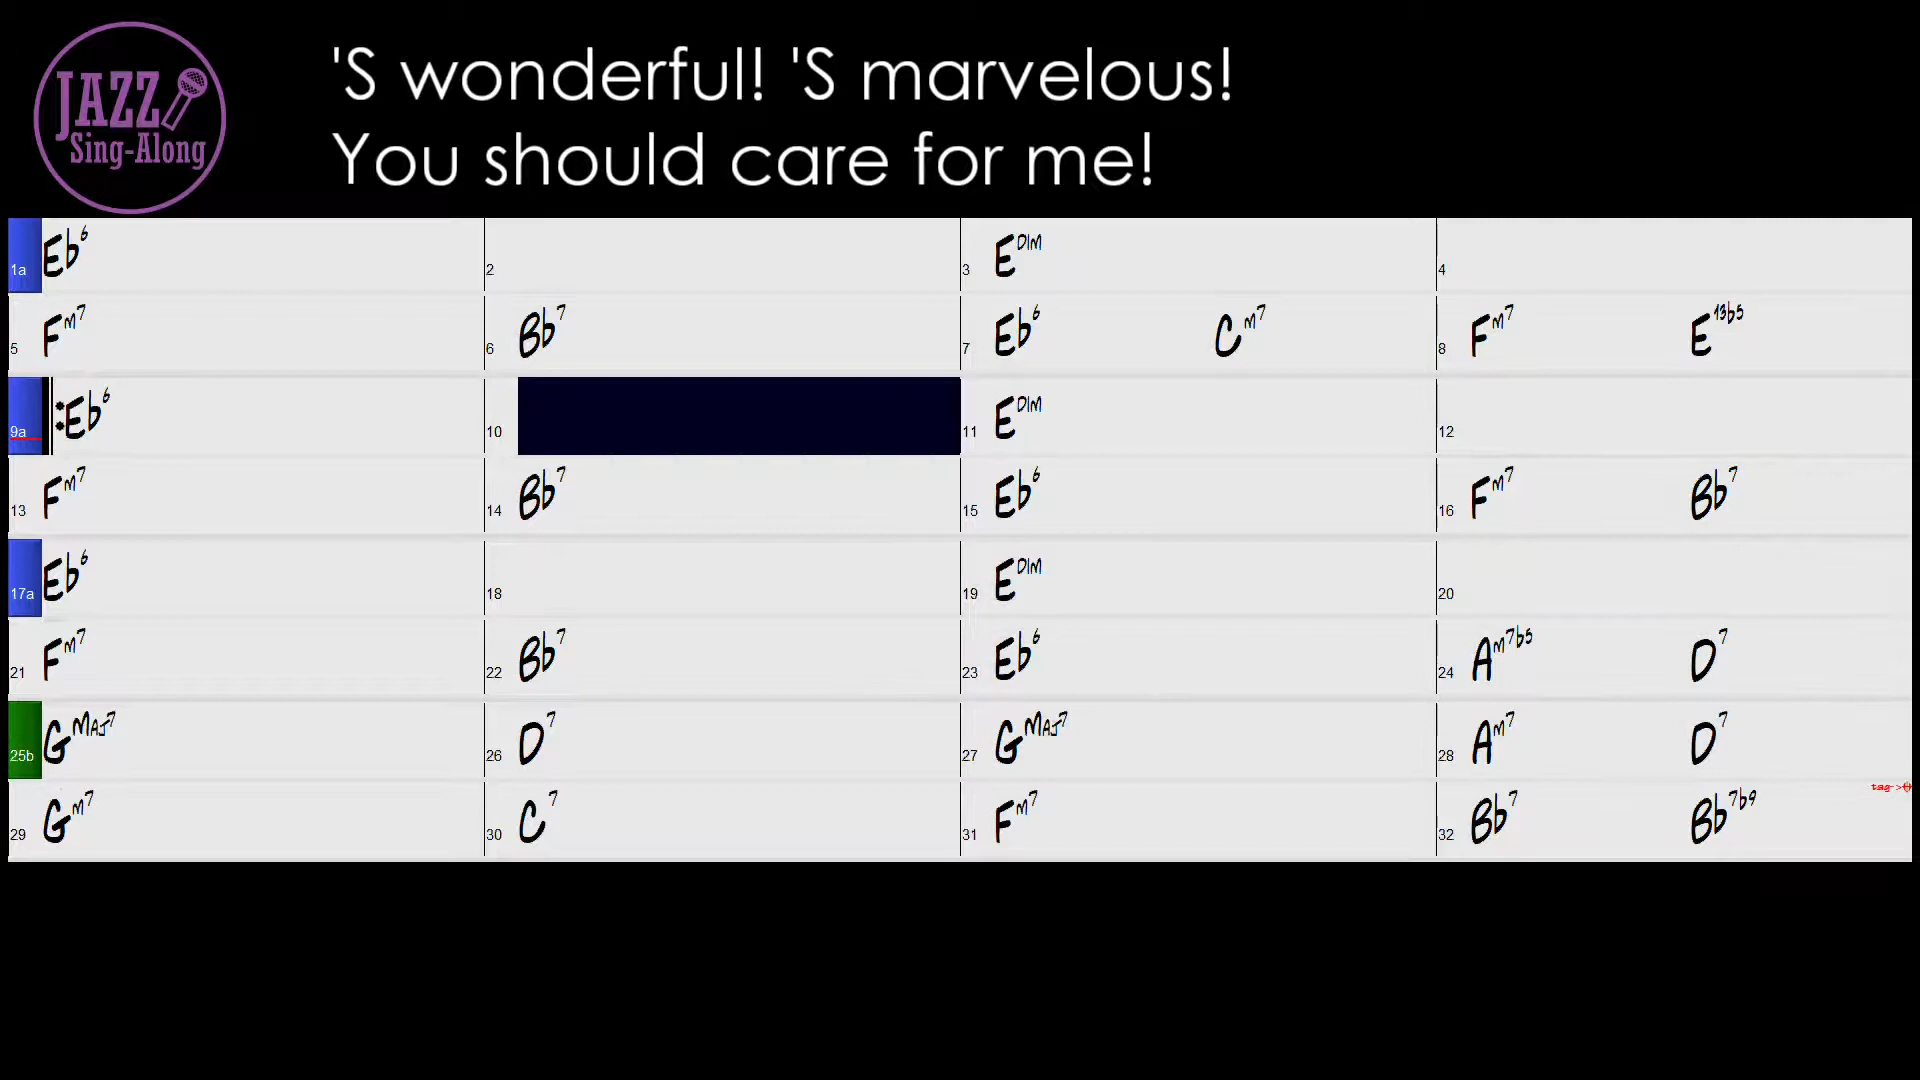 JAZZ
Sing-Along
'S wonderful! 'S marvelous!
You should care for me!
1a Eb6 2 3 EDIM 4
5 Fm7 6 Bb7 7 Eb6 Cm7 8 Fm7 E13b5
9a Eb6 10 11 EDIM 12
13 Fm7 14 Bb7 15 Eb6 16 Fm7 Bb7
17a Eb6 18 19 EDIM 20
21 Fm7 22 Bb7 23 Eb6 24 Am7b5 D7
25b GMAJ7 26 D7 27 GMAJ7 28 Am7 D7
tag >
29 Gm7 30 C7 31 Fm7 32 Bb7 Bb7b9